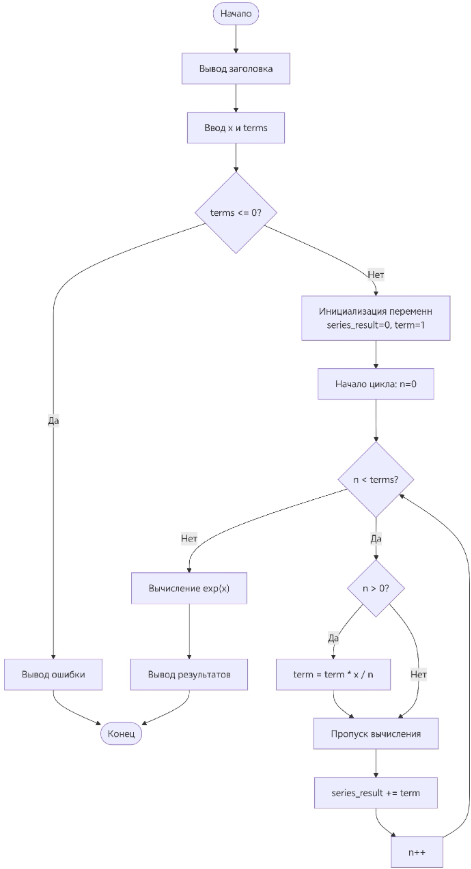 Начало
Вывод заголовка
Ввод x и terms
terms <= 0?
Нет
Инициализация переменн
series_result=0, term=1
Начало цикла: n=0
Да
n < terms?
Нет
Да
Вычисление exp(x)
n > 0?
Да
Нет
Вывод ошибки
Вывод результатов
term = term * x / n
Конец
Пропуск вычисления
series_result += term
n++